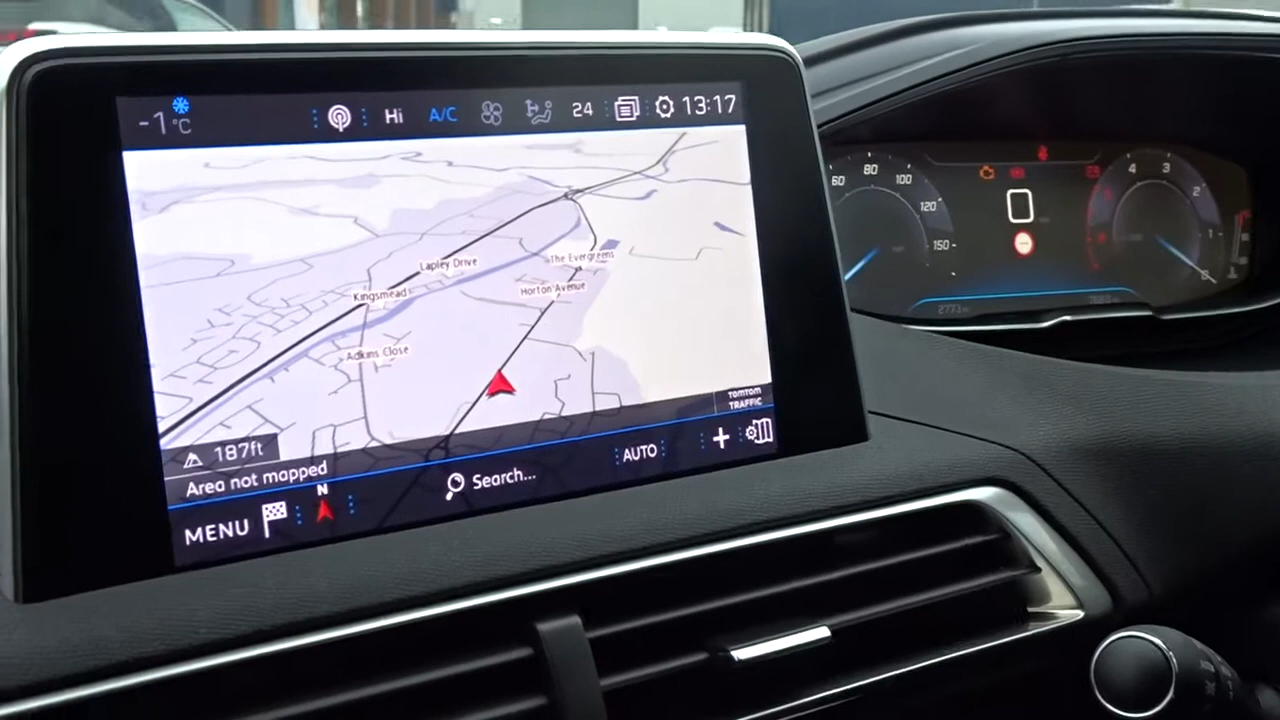 -1°C
Hi A/C 24 13:17
Lapley Drive
The Evergreens
Kingsmead
Horton Avenue
Adkins Close
TOMTOM
TRAFFIC
187ft
Area not mapped
N
MENU
Search...
AUTO
+
60 80 100 120 150
4 3 2 1 0